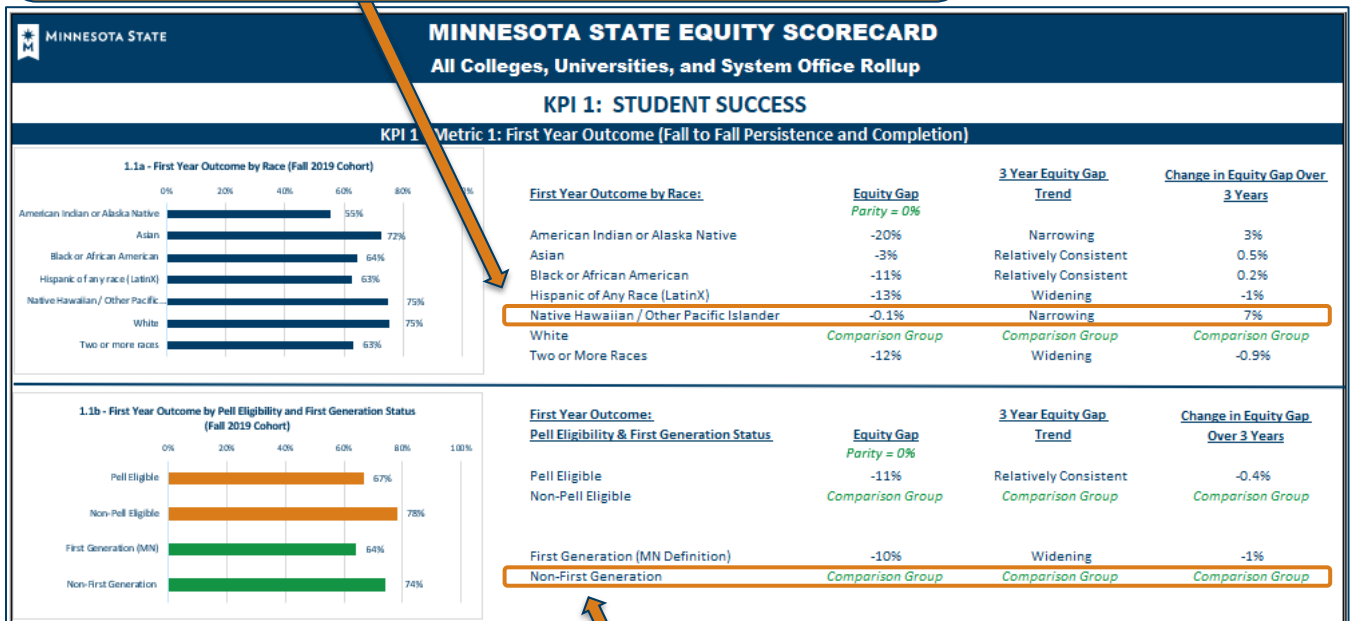 MINNESOTA STATE
MINNESOTA STATE EQUITY SCORECARD
All Colleges, Universities, and System Office Rollup
KPI 1: STUDENT SUCCESS
KPI 1 Metric 1: First Year Outcome (Fall to Fall Persistence and Completion)
1.1a - First Year Outcome by Race (Fall 2019 Cohort)
0% 20% 40% 60% 80%
American Indian or Alaska Native 55%
Asian 72%
Black or African American 64%
Hispanic of any race (LatinX) 63%
Native Hawaiian / Other Pacific... 75%
White 75%
Two or more races 63%
3 Year Equity Gap Change in Equity Gap Over
First Year Outcome by Race: Equity Gap Trend 3 Years
Parity = 0%
American Indian or Alaska Native -20% Narrowing 3%
Asian -3% Relatively Consistent 0.5%
Black or African American -11% Relatively Consistent 0.2%
Hispanic of Any Race (LatinX) -13% Widening -1%
Native Hawaiian / Other Pacific Islander -0.1% Narrowing 7%
White Comparison Group Comparison Group Comparison Group
Two or More Races -12% Widening -0.9%
1.1b - First Year Outcome by Pell Eligibility and First Generation Status
(Fall 2019 Cohort)
0% 20% 40% 60% 80% 100%
Pell Eligible 67%
Non-Pell Eligible 78%
First Generation (MN) 64%
Non-First Generation 74%
First Year Outcome: 3 Year Equity Gap Change in Equity Gap
Pell Eligibility & First Generation Status Equity Gap Trend Over 3 Years
Parity = 0%
Pell Eligible -11% Relatively Consistent -0.4%
Non-Pell Eligible Comparison Group Comparison Group Comparison Group
First Generation (MN Definition) -10% Widening -1%
Non-First Generation Comparison Group Comparison Group Comparison Group